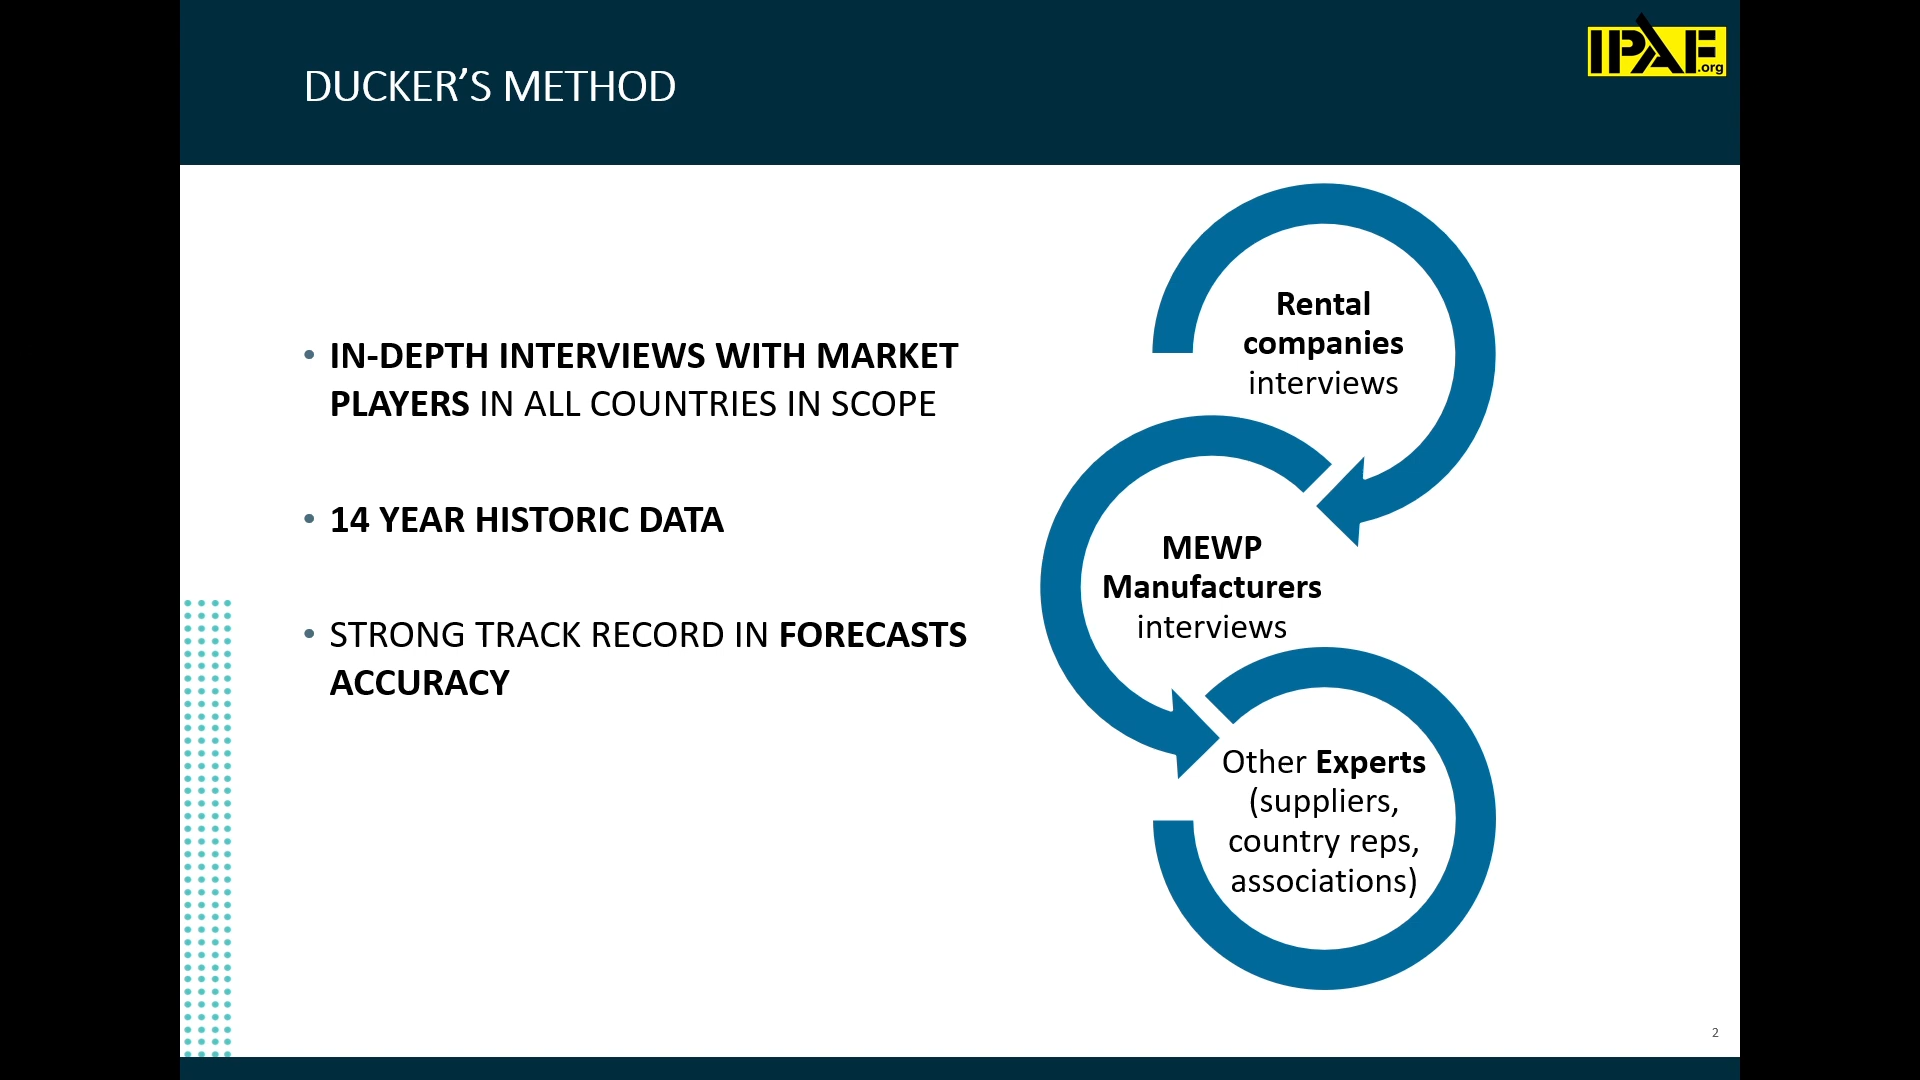 DUCKER’S METHOD
IPAF
.org
• IN-DEPTH INTERVIEWS WITH MARKET
PLAYERS IN ALL COUNTRIES IN SCOPE
• 14 YEAR HISTORIC DATA
• STRONG TRACK RECORD IN FORECASTS
ACCURACY
Rental
companies
interviews
MEWP
Manufacturers
interviews
Other Experts
(suppliers,
country reps,
associations)
2